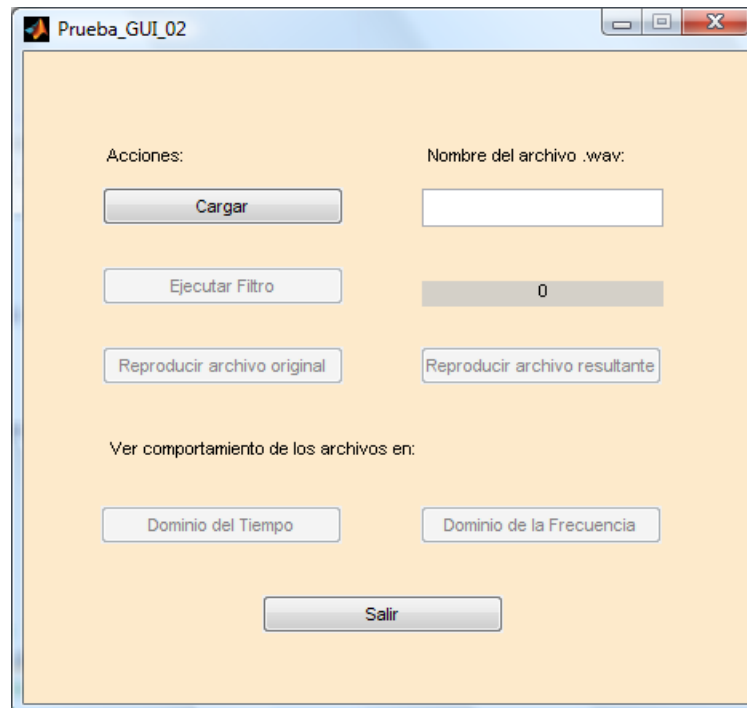 Prueba_GUI_02
Acciones:
Nombre del archivo .wav:
Cargar
Ejecutar Filtro
0
Reproducir archivo original
Reproducir archivo resultante
Ver comportamiento de los archivos en:
Dominio del Tiempo
Dominio de la Frecuencia
Salir